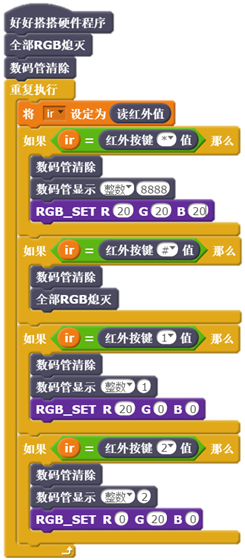 好好搭搭硬件程序
全部RGB熄灭
数码管清除
重复执行
将 ir 设定为 读红外值
如果 ir = 红外按键 * 值 那么
数码管清除
数码管显示 整数 8888
RGB_SET R 20 G 20 B 20
如果 ir = 红外按键 # 值 那么
数码管清除
全部RGB熄灭
如果 ir = 红外按键 1 值 那么
数码管清除
数码管显示 整数 1
RGB_SET R 20 G 0 B 0
如果 ir = 红外按键 2 值 那么
数码管清除
数码管显示 整数 2
RGB_SET R 0 G 20 B 0